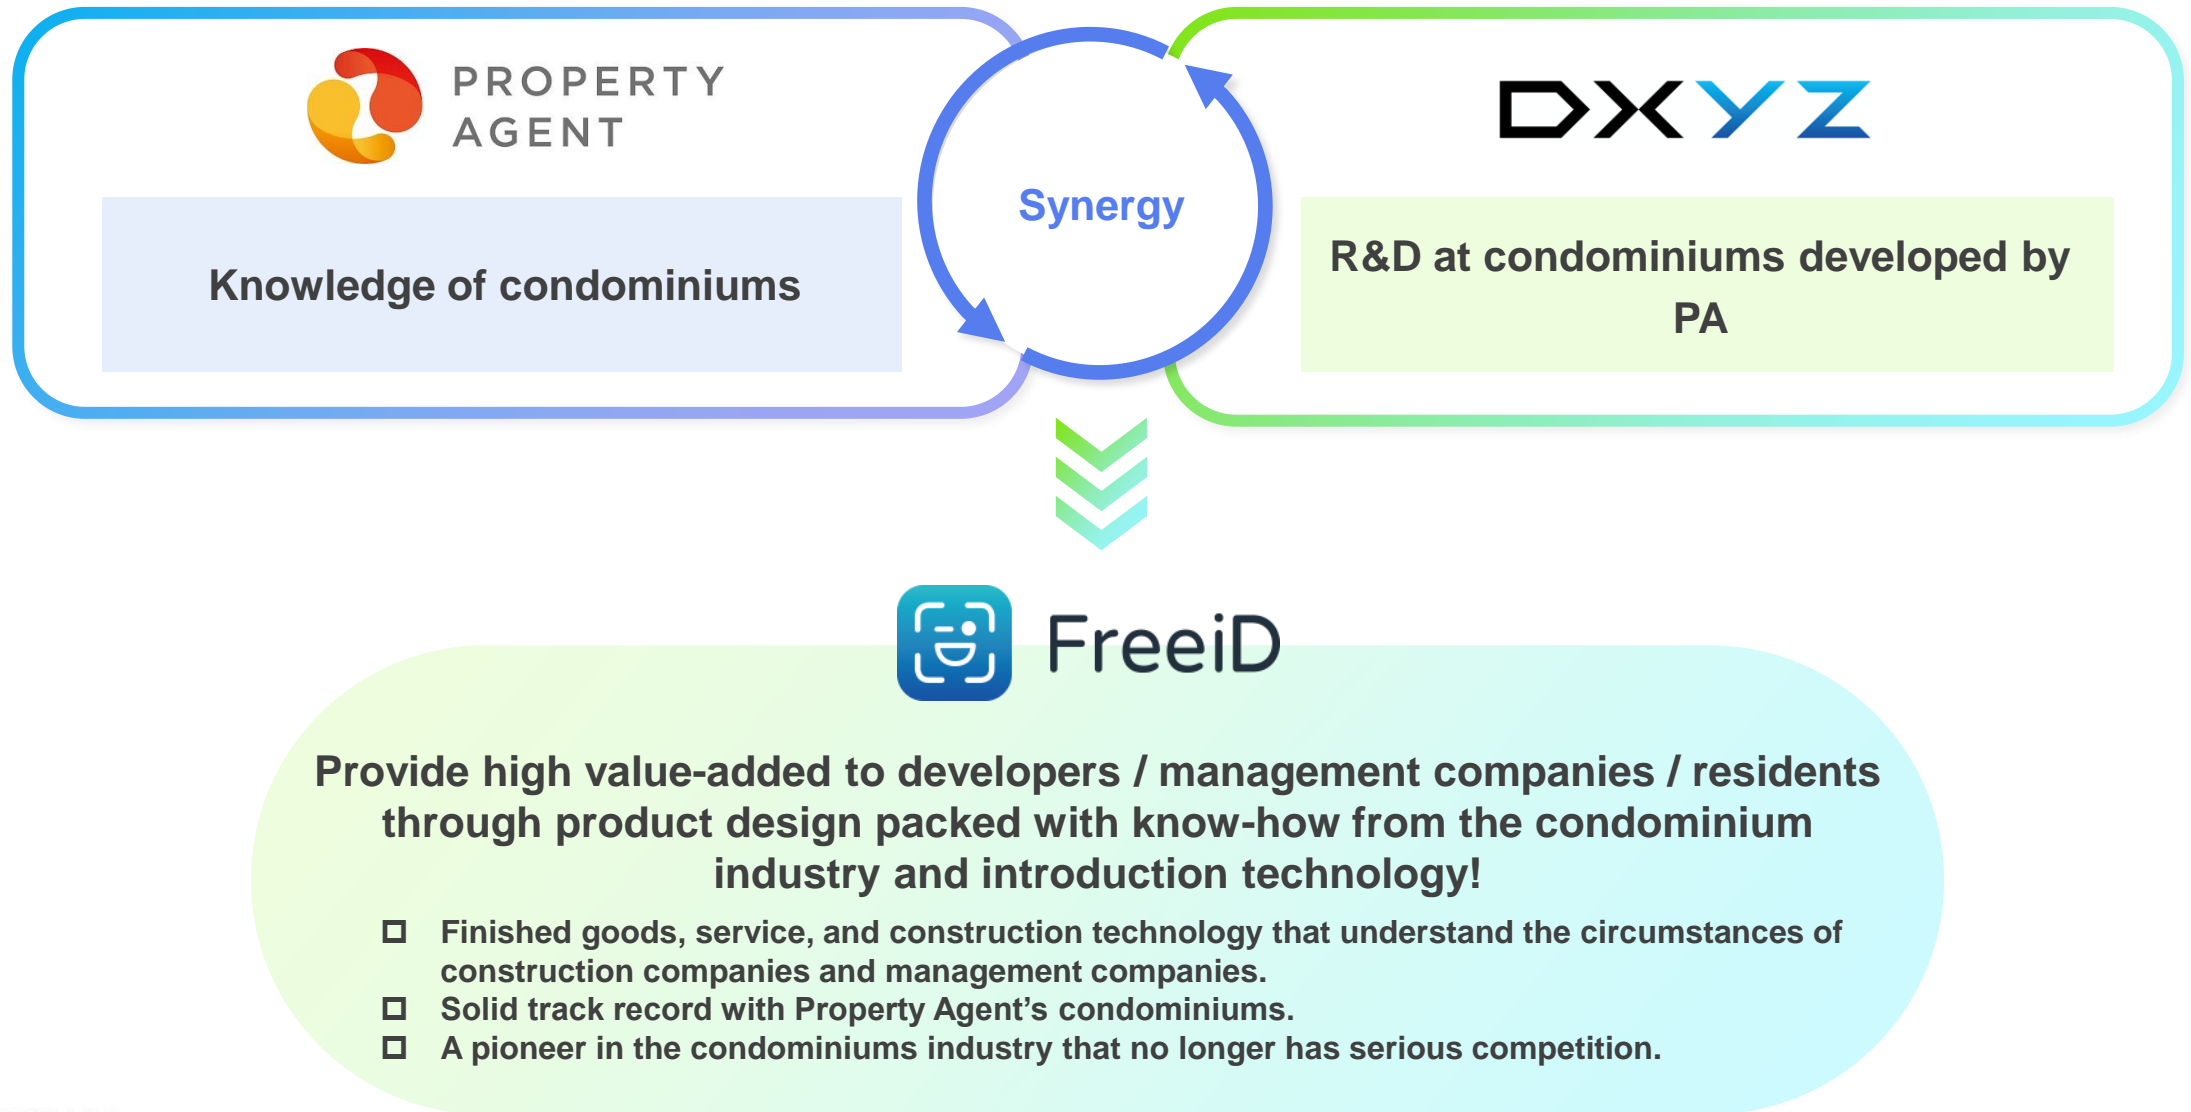 PROPERTY
AGENT
Knowledge of condominiums
Synergy
DXYZ
R&D at condominiums developed by
PA
FreeiD
Provide high value-added to developers / management companies / residents
through product design packed with know-how from the condominium
industry and introduction technology!
Finished goods, service, and construction technology that understand the circumstances of
construction companies and management companies.
Solid track record with Property Agent’s condominiums.
A pioneer in the condominiums industry that no longer has serious competition.